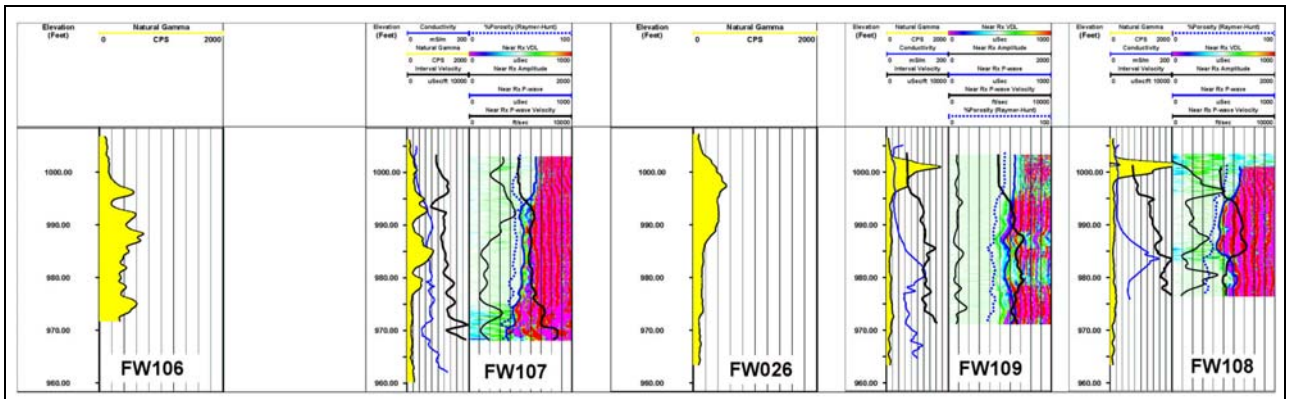 Elevation
(Feet)
Natural Gamma
0 CPS 2000
1000.00
990.00
980.00
970.00
960.00
FW106
Elevation
(Feet)
Conductivity
0 mS/m 200
Natural Gamma
0 CPS 2000
Interval Velocity
0 uSec/ft 10000
%Porosity (Raymer-Hunt)
0 100
Near Rx VDL
0 uSec 1000
Near Rx Amplitude
0 2000
Near Rx P-wave
0 uSec 1000
Near Rx P-wave Velocity
0 ft/sec 10000
1000.00
990.00
980.00
970.00
960.00
FW107
Elevation
(Feet)
Natural Gamma
0 CPS 2000
1000.00
990.00
980.00
970.00
960.00
FW026
Elevation
(Feet)
Natural Gamma
0 CPS 2000
Conductivity
0 mS/m 200
Interval Velocity
0 uSec/ft 10000
Near Rx VDL
0 uSec 1000
Near Rx Amplitude
0 2000
Near Rx P-wave
0 uSec 1000
Near Rx P-wave Velocity
0 ft/sec 10000
%Porosity (Raymer-Hunt)
0 100
1000.00
990.00
980.00
970.00
960.00
FW109
Elevation
(Feet)
Natural Gamma
0 CPS 2000
Conductivity
0 mS/m 200
Interval Velocity
0 uSec/ft 10000
%Porosity (Raymer-Hunt)
0 100
Near Rx VDL
0 uSec 1000
Near Rx Amplitude
0 2000
Near Rx P-wave
0 uSec 1000
Near Rx P-wave Velocity
0 ft/sec 10000
1000.00
990.00
980.00
970.00
960.00
FW108